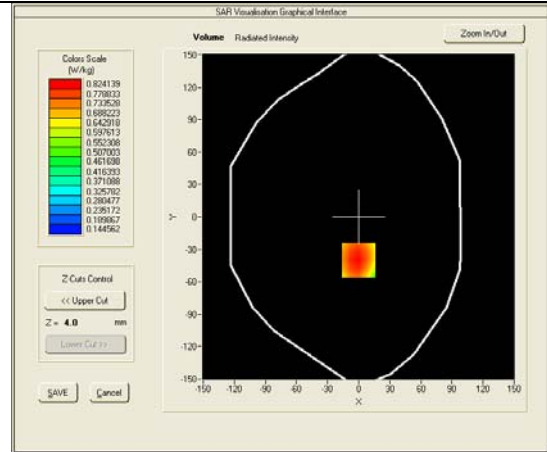 SAR Visualisation Graphical Interface
Volume Radiated Intensity
Zoom In/Out
Colors Scale
(W/kg)
0.824139
0.778833
0.733528
0.688223
0.642918
0.597613
0.552308
0.507003
0.461698
0.416393
0.371088
0.325782
0.280477
0.235172
0.189867
0.144562
Z Cuts Control
<< Upper Cut
Z = 4.0 mm
Lower Cut >>
SAVE Cancel
150
120
90
60
30
0
-30
-60
-90
-120
-150
Y
-150 -120 -90 -60 -30 0 30 60 90 120 150
X